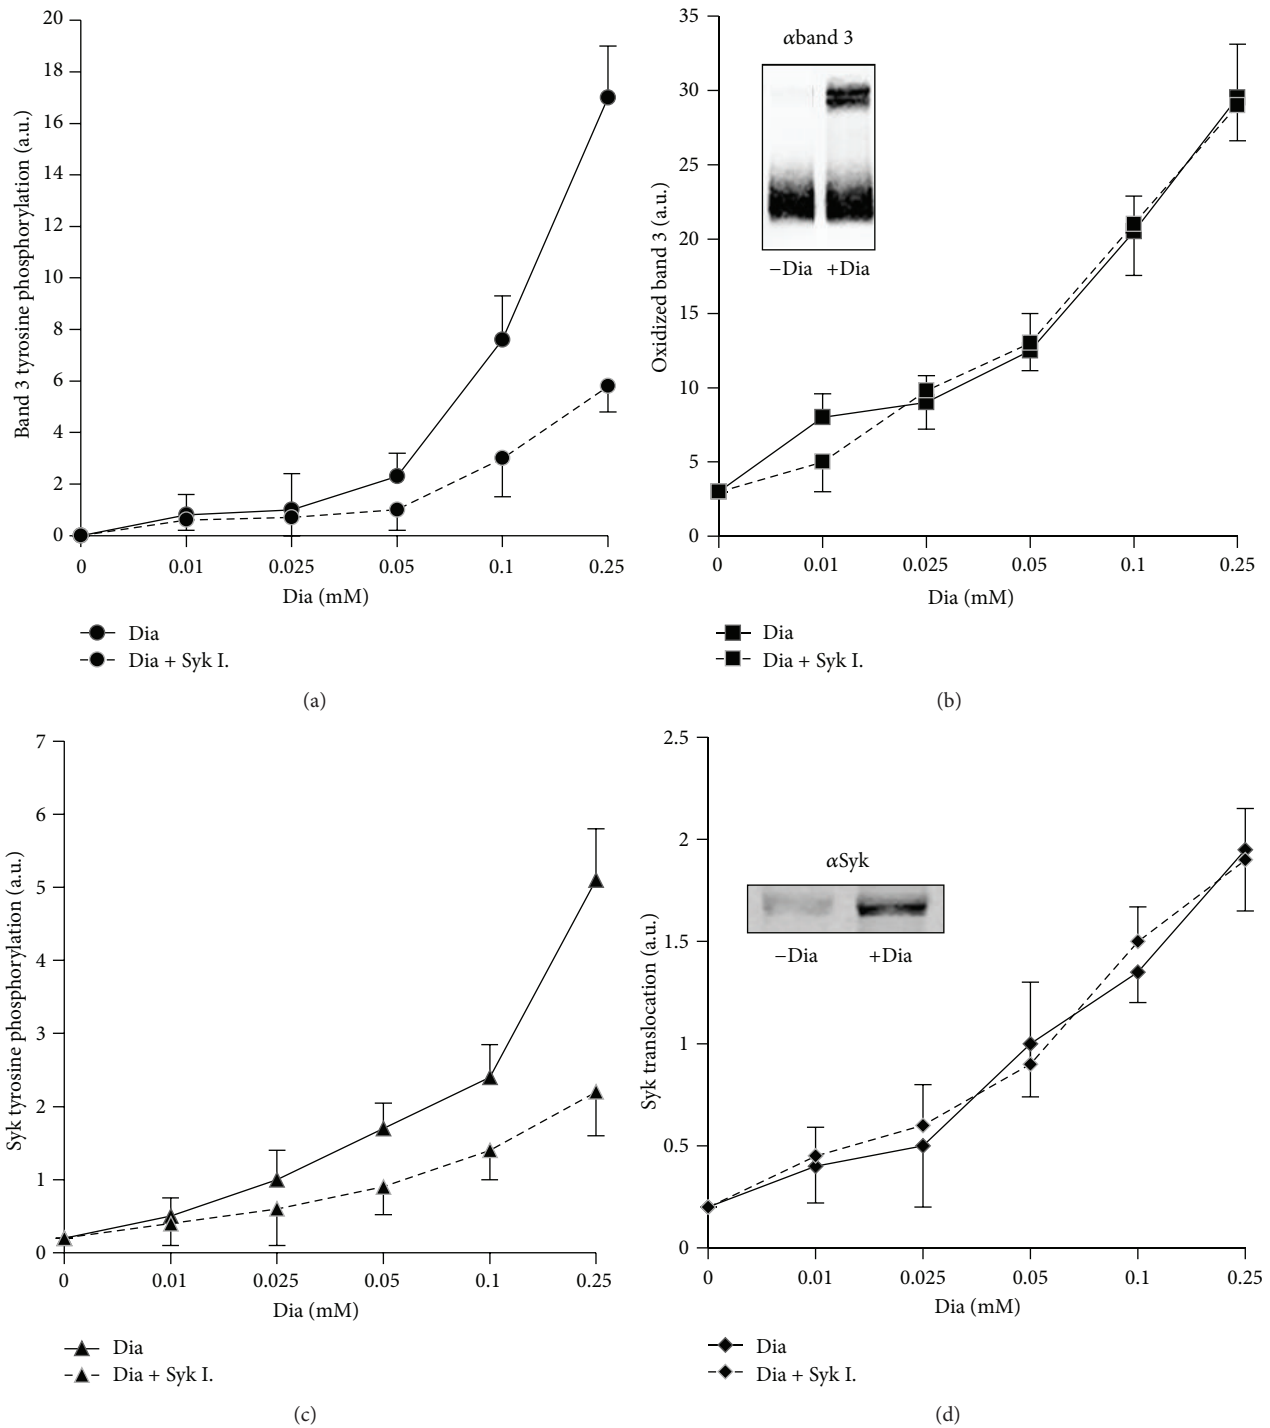 Band 3 tyrosine phosphorylation (a.u.)
20
18
16
14
12
10
8
6
4
2
0
0 0.01 0.025 0.05 0.1 0.25
Dia (mM)
Dia
Dia + Syk I.
(a)
Oxidized band 3 (a.u.)
35
30
25
20
15
10
5
0
αband 3
−Dia +Dia
0 0.01 0.025 0.05 0.1 0.25
Dia (mM)
Dia
Dia + Syk I.
(b)
Syk tyrosine phosphorylation (a.u.)
7
6
5
4
3
2
1
0
0 0.01 0.025 0.05 0.1 0.25
Dia (mM)
Dia
Dia + Syk I.
(c)
Syk translocation (a.u.)
2.5
2
1.5
1
0.5
0
αSyk
−Dia +Dia
0 0.01 0.025 0.05 0.1 0.25
Dia (mM)
Dia
Dia + Syk I.
(d)